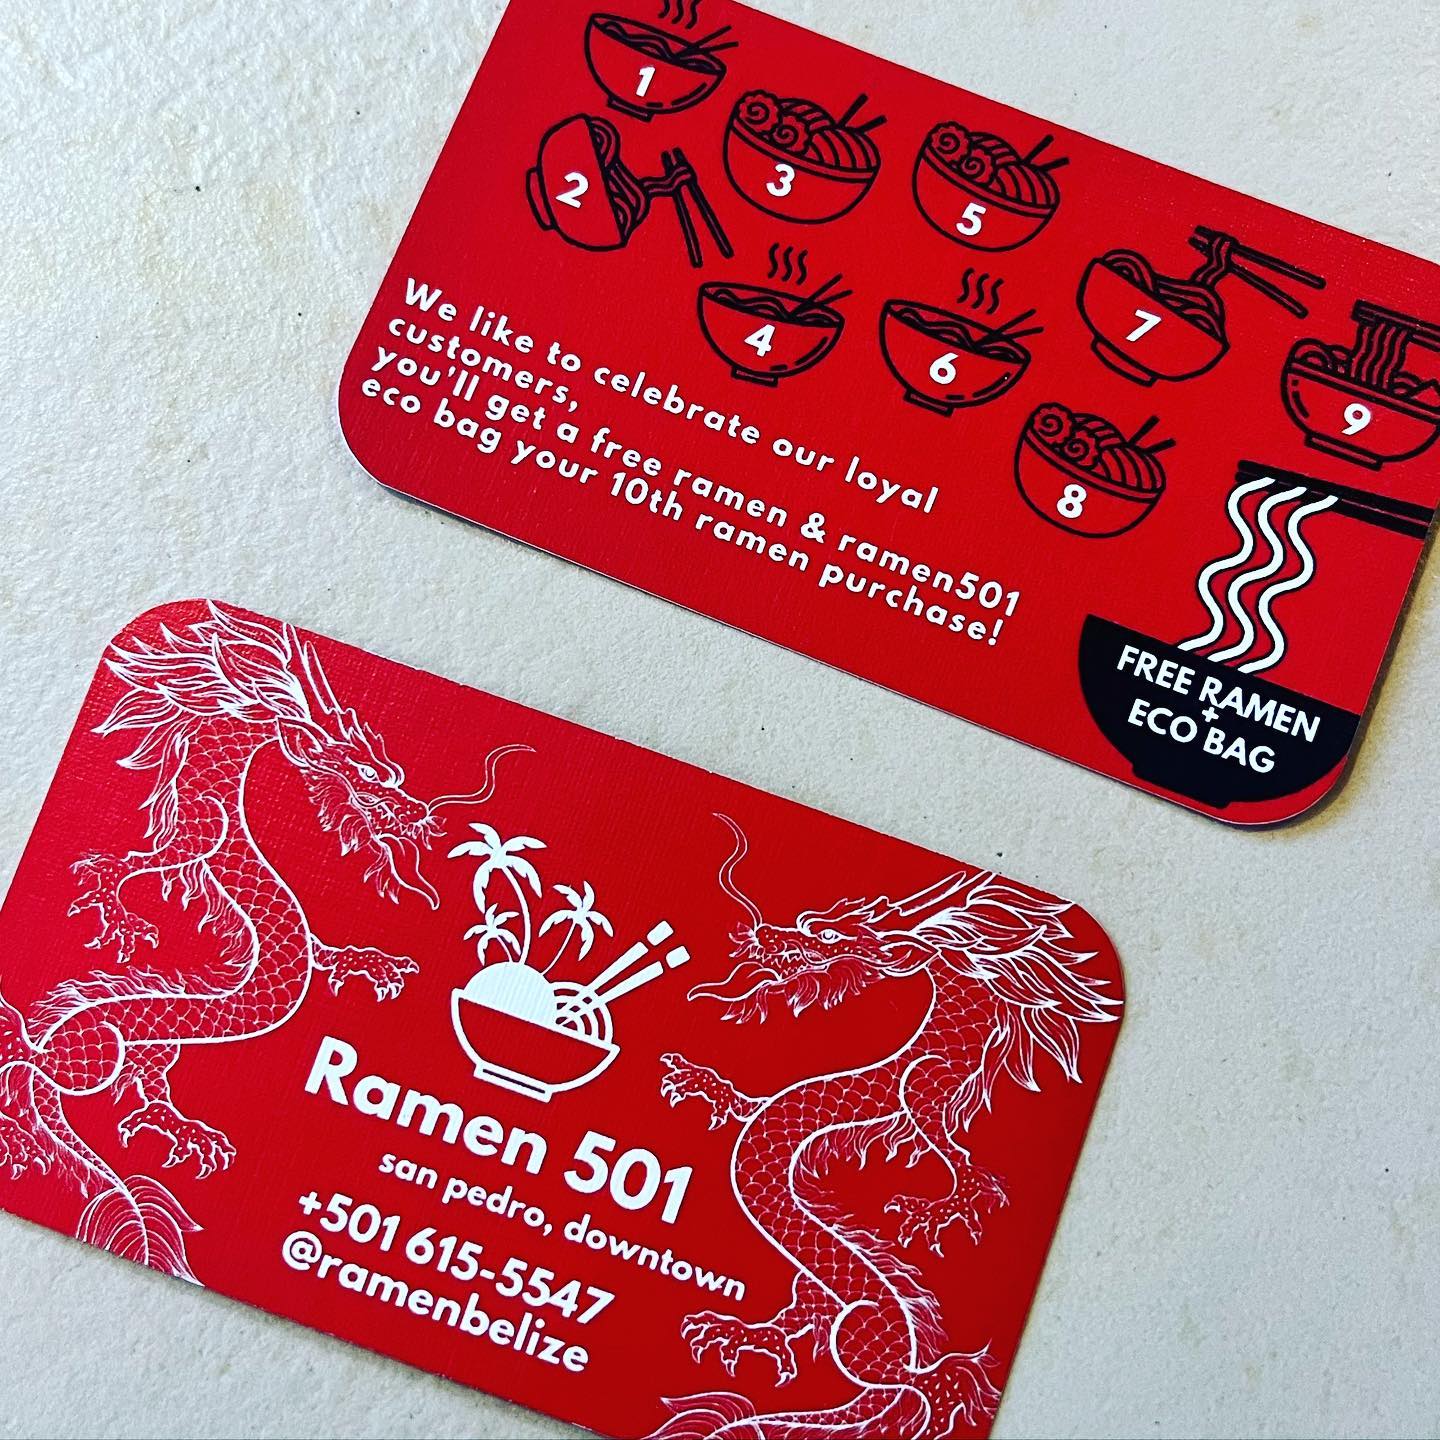 1
2
3
5
4
6
7
9
8
We like to celebrate our loyal
customers,
you'll get a free ramen & ramen501
eco bag your 10th ramen purchase!
FREE RAMEN
+
ECO BAG
Ramen 501
san pedro, downtown
+501 615-5547
@ramenbelize